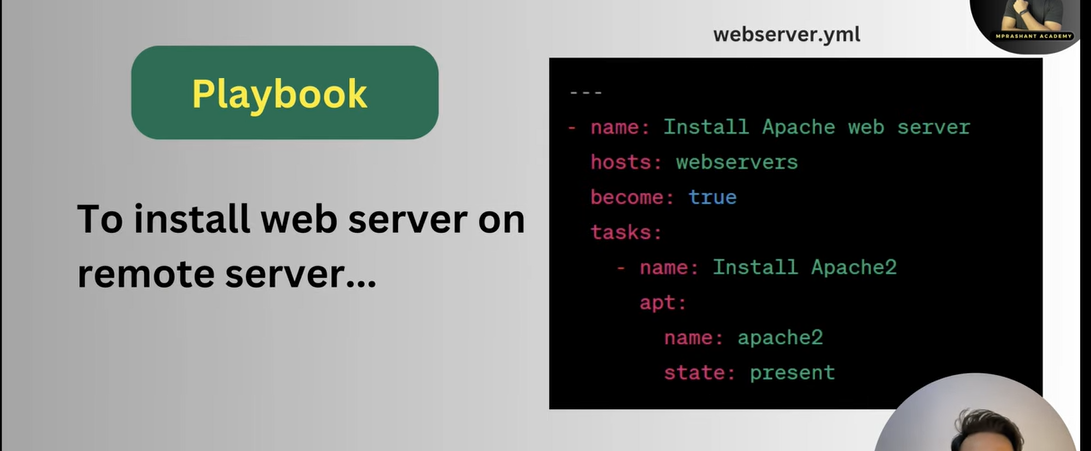 Playbook
To install web server on
remote server...
webserver.yml
---
- name: Install Apache web server
  hosts: webservers
  become: true
  tasks:
    - name: Install Apache2
      apt:
        name: apache2
        state: present
MPRASHANT ACADEMY